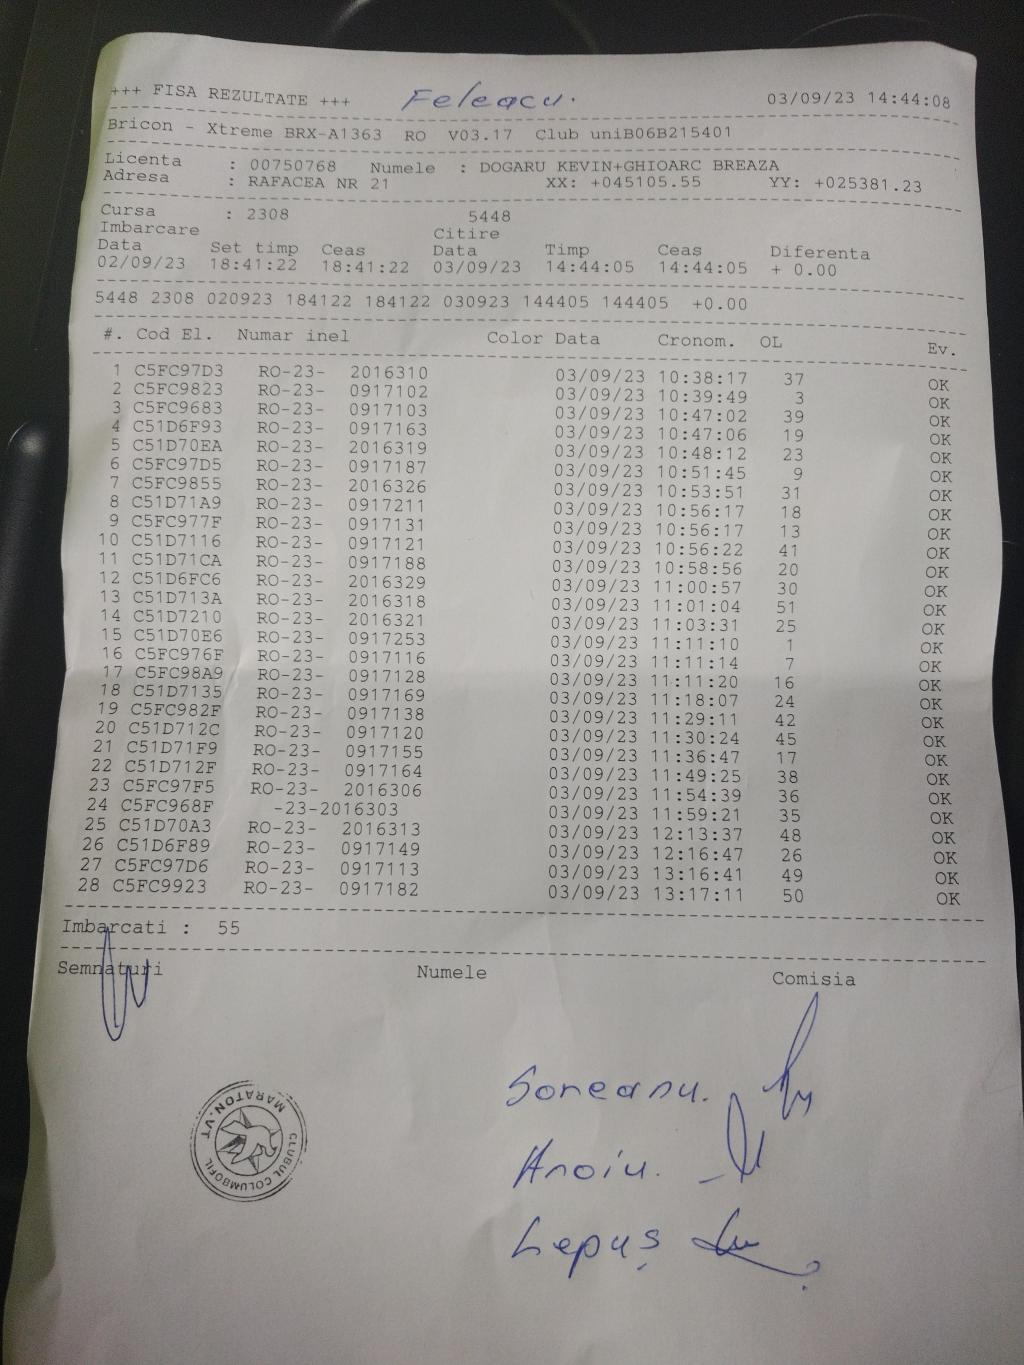 +++ FISA REZULTATE +++ Feleacu. 03/09/23 14:44:08
Bricon - Xtreme BRX-A1363 RO V03.17 Club uniB06B215401
Licenta : 00750768 Numele : DOGARU KEVIN+GHIOARC BREAZA
Adresa : RAFACEA NR 21 XX: +045105.55 YY: +025381.23
Cursa : 2308 5448
Imbarcare Citire
Data Set timp Ceas Data Timp Ceas Diferenta
02/09/23 18:41:22 18:41:22 03/09/23 14:44:05 14:44:05 + 0.00
5448 2308 020923 184122 184122 030923 144405 144405 +0.00
#. Cod El. Numar inel Color Data Cronom. OL Ev.
1 C5FC97D3 RO-23- 2016310 03/09/23 10:38:17 37 OK
2 C5FC9823 RO-23- 0917102 03/09/23 10:39:49 3 OK
3 C5FC9683 RO-23- 0917103 03/09/23 10:47:02 39 OK
4 C51D6F93 RO-23- 0917163 03/09/23 10:47:06 19 OK
5 C51D70EA RO-23- 2016319 03/09/23 10:48:12 23 OK
6 C5FC97D5 RO-23- 0917187 03/09/23 10:51:45 9 OK
7 C5FC9855 RO-23- 2016326 03/09/23 10:53:51 31 OK
8 C51D71A9 RO-23- 0917211 03/09/23 10:56:17 18 OK
9 C5FC977F RO-23- 0917131 03/09/23 10:56:17 13 OK
10 C51D7116 RO-23- 0917121 03/09/23 10:56:22 41 OK
11 C51D71CA RO-23- 0917188 03/09/23 10:58:56 20 OK
12 C51D6FC6 RO-23- 2016329 03/09/23 11:00:57 30 OK
13 C51D713A RO-23- 2016318 03/09/23 11:01:04 51 OK
14 C51D7210 RO-23- 2016321 03/09/23 11:03:31 25 OK
15 C51D70E6 RO-23- 0917253 03/09/23 11:11:10 1 OK
16 C5FC976F RO-23- 0917116 03/09/23 11:11:14 7 OK
17 C5FC98A9 RO-23- 0917128 03/09/23 11:11:20 16 OK
18 C51D7135 RO-23- 0917169 03/09/23 11:18:07 24 OK
19 C5FC982F RO-23- 0917138 03/09/23 11:29:11 42 OK
20 C51D712C RO-23- 0917120 03/09/23 11:30:24 45 OK
21 C51D71F9 RO-23- 0917155 03/09/23 11:36:47 17 OK
22 C51D712F RO-23- 0917164 03/09/23 11:49:25 38 OK
23 C5FC97F5 RO-23- 2016306 03/09/23 11:54:39 36 OK
24 C5FC968F -23-2016303 03/09/23 11:59:21 35 OK
25 C51D70A3 RO-23- 2016313 03/09/23 12:13:37 48 OK
26 C51D6F89 RO-23- 0917149 03/09/23 12:16:47 26 OK
27 C5FC97D6 RO-23- 0917113 03/09/23 13:16:41 49 OK
28 C5FC9923 RO-23- 0917182 03/09/23 13:17:11 50 OK
Imbarcati : 55
Semnaturi Numele Comisia
Soreanu.
Anoiu.
Lepuș
CLUBUL COLUMBOFIL
MARATON.VT